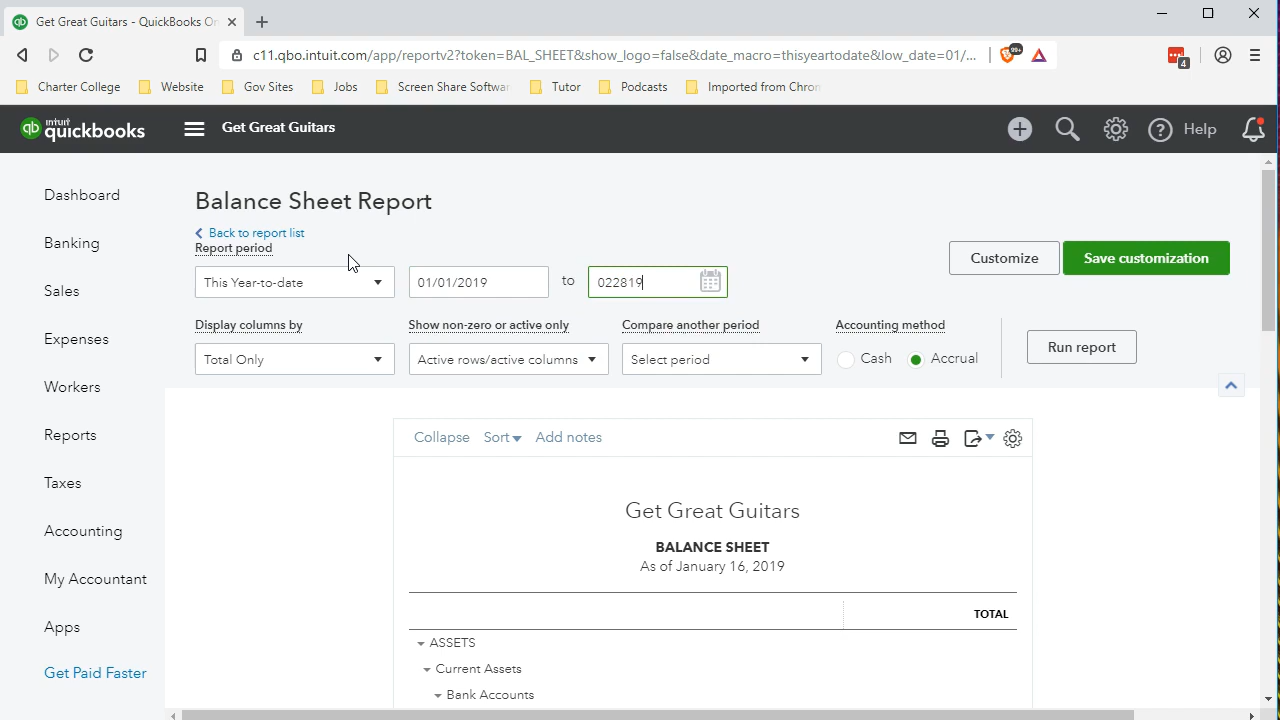 Get Great Guitars - QuickBooks On
c11.qbo.intuit.com/app/reportv2?token=BAL_SHEET&show_logo=false&date_macro=thisyeartodate&low_date=01/...
99+
4
Charter College
Website
Gov Sites
Jobs
Screen Share Softwar
Tutor
Podcasts
Imported from Chrom
qb intuit quickbooks
Get Great Guitars
Help
Dashboard
Banking
Sales
Expenses
Workers
Reports
Taxes
Accounting
My Accountant
Apps
Get Paid Faster
Balance Sheet Report
Back to report list
Report period
This Year-to-date
01/01/2019
to
022819
Customize
Save customization
Display columns by
Show non-zero or active only
Compare another period
Accounting method
Total Only
Active rows/active columns
Select period
Cash
Accrual
Run report
Collapse
Sort
Add notes
Get Great Guitars
BALANCE SHEET
As of January 16, 2019
TOTAL
ASSETS
Current Assets
Bank Accounts